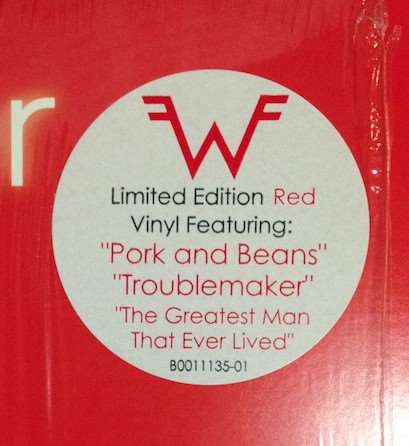 r
W
Limited Edition Red
Vinyl Featuring:
"Pork and Beans"
"Troublemaker"
"The Greatest Man
That Ever Lived"
B0011135-01